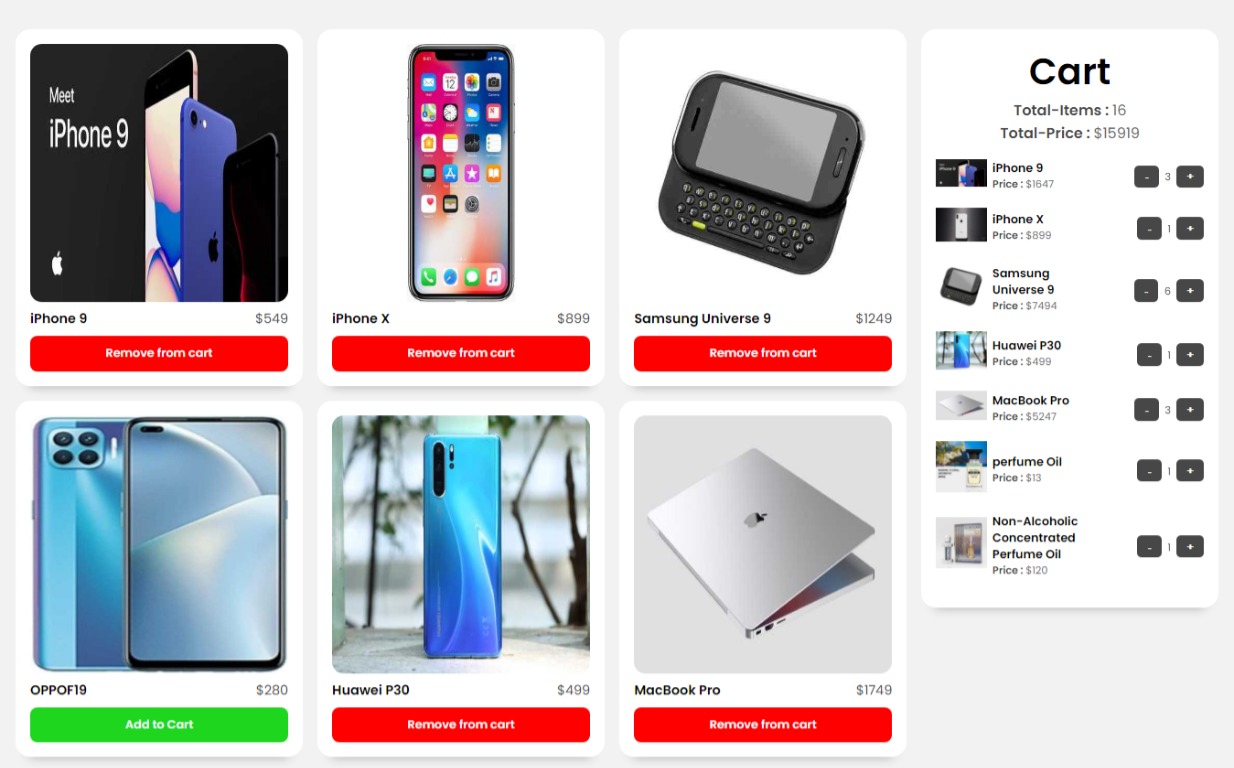 Meet
iPhone 9
iPhone 9 $549
Remove from cart
iPhone X $899
Remove from cart
Samsung Universe 9 $1249
Remove from cart
OPPOF19 $280
Add to Cart
Huawei P30 $499
Remove from cart
MacBook Pro $1749
Remove from cart
Cart
Total-Items : 16
Total-Price : $15919
iPhone 9
Price : $1647
- 3 +
iPhone X
Price : $899
- 1 +
Samsung
Universe 9
Price : $7494
- 6 +
Huawei P30
Price : $499
- 1 +
MacBook Pro
Price : $5247
- 3 +
perfume Oil
Price : $13
- 1 +
Non-Alcoholic
Concentrated
Perfume Oil
Price : $120
- 1 +